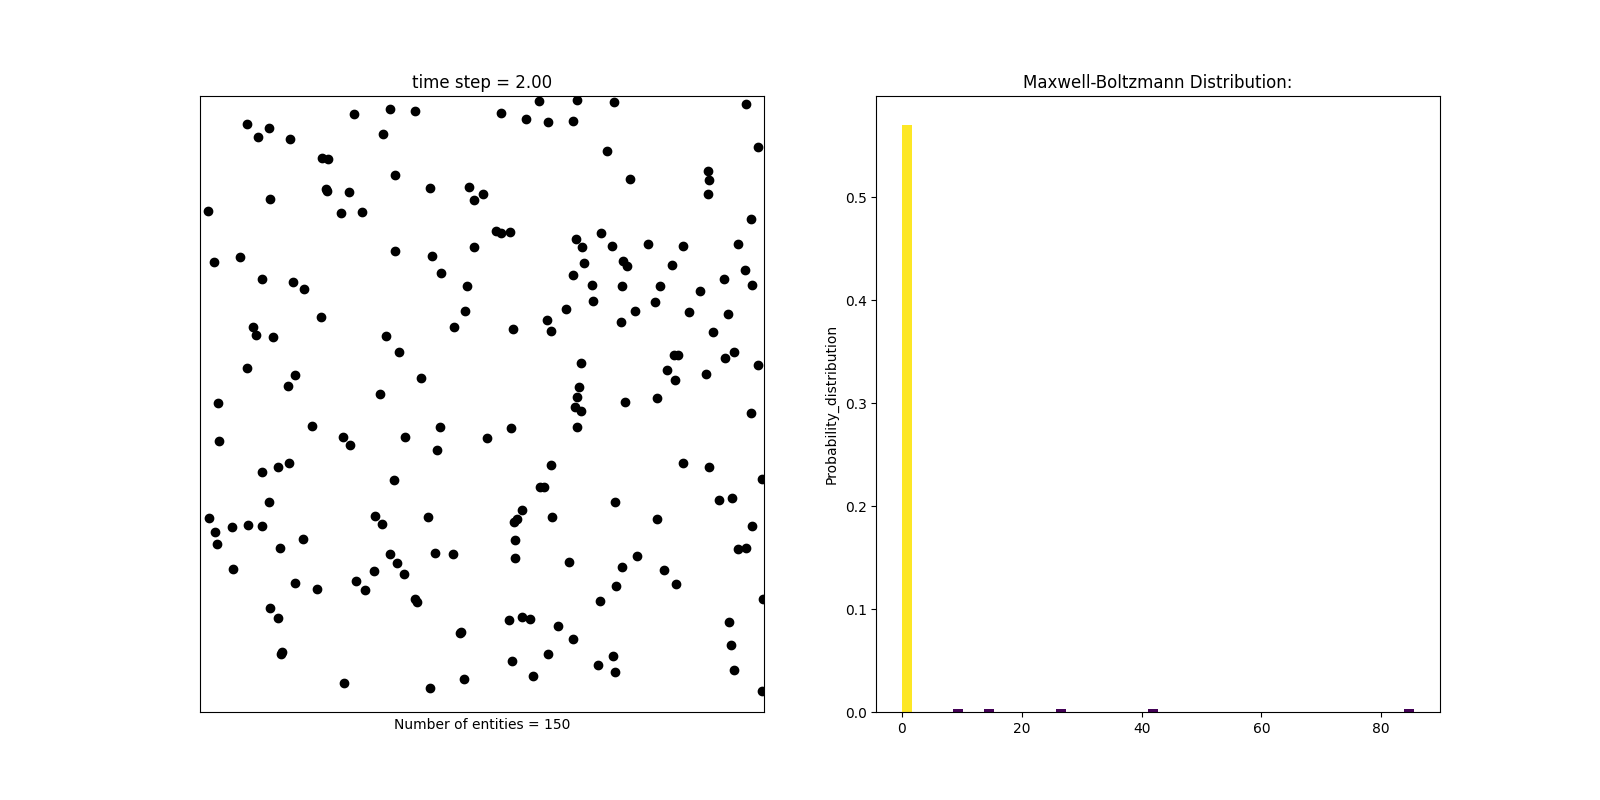 time step = 2.00
Number of entities = 150
Maxwell-Boltzmann Distribution:
Probability_distribution
0.5
0.4
0.3
0.2
0.1
0.0
0 20 40 60 80